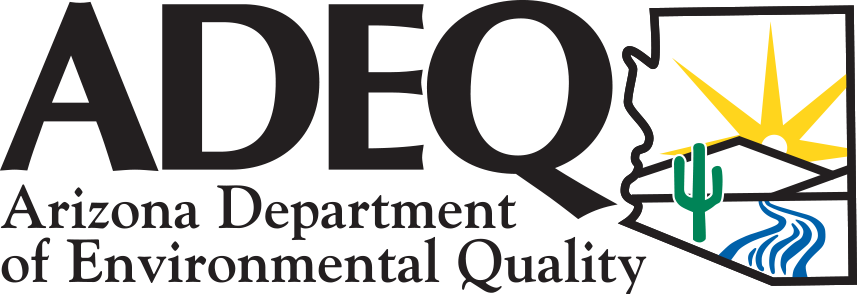 ADEQ
Arizona Department
of Environmental Quality